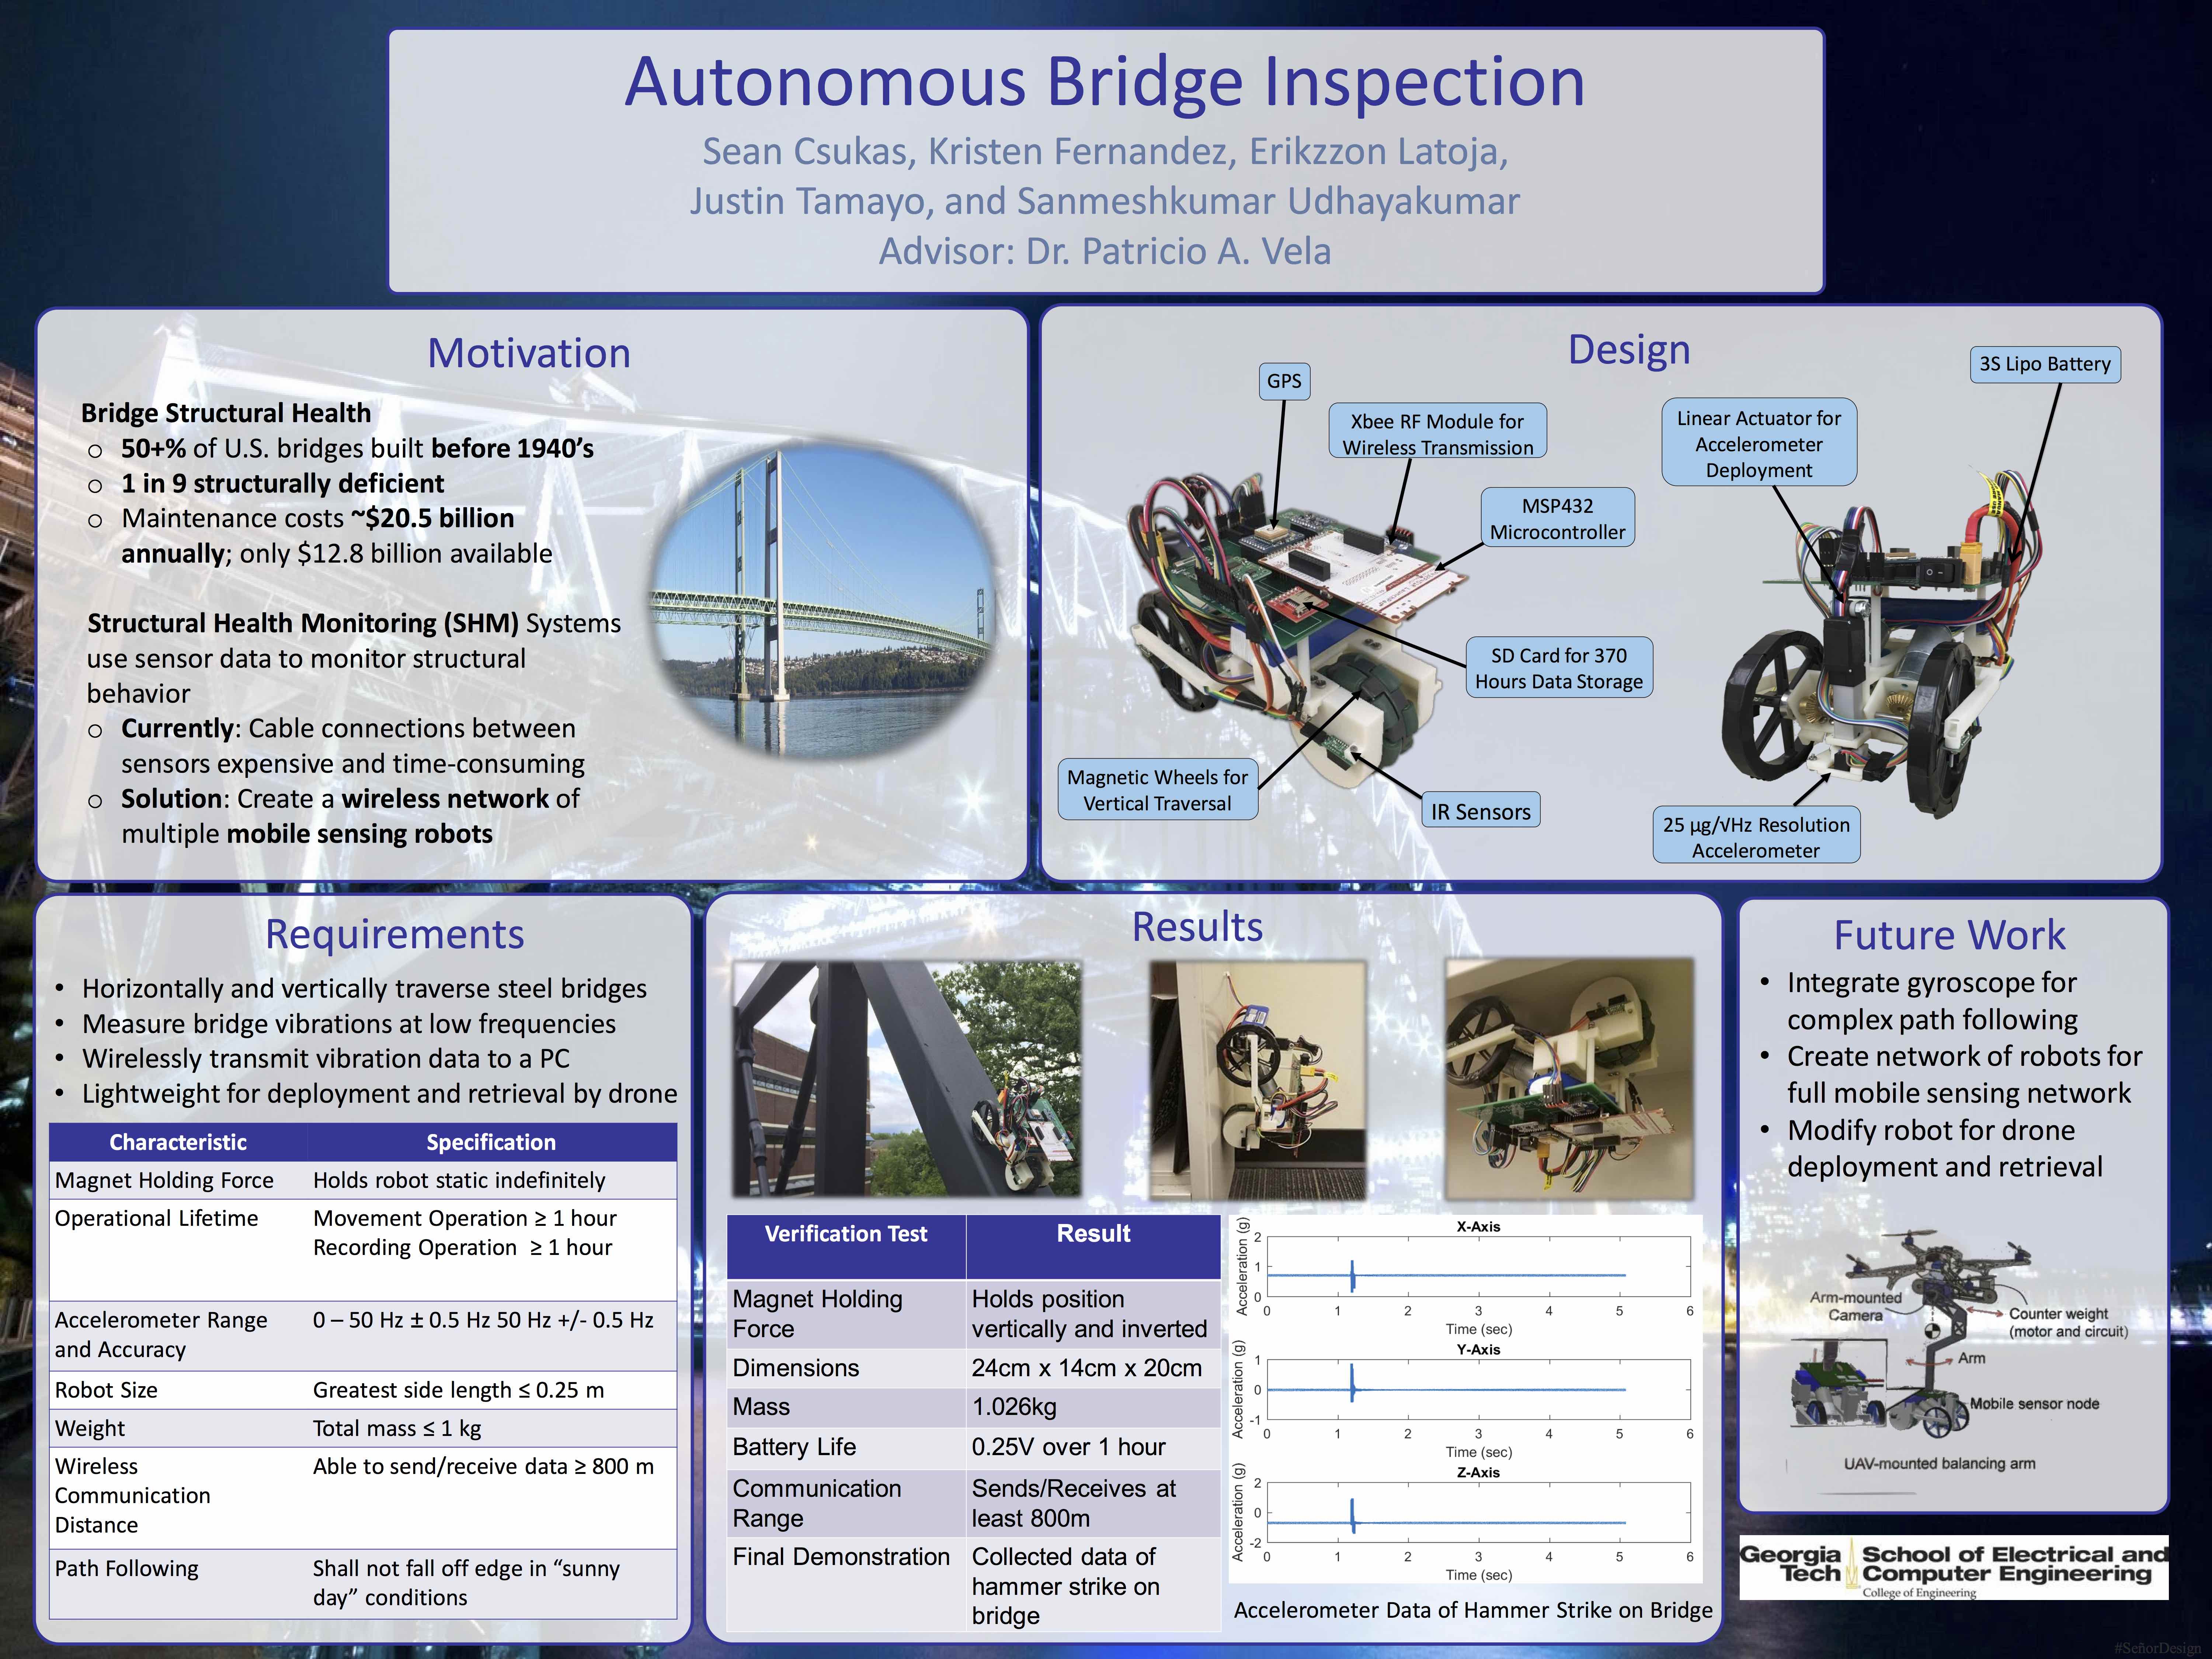 Autonomous Bridge Inspection
Sean Csukas, Kristen Fernandez, Erikzzon Latoja,
Justin Tamayo, and Sanmeshkumar Udhayakumar
Advisor: Dr. Patricio A. Vela
Motivation
Bridge Structural Health
o 50+% of U.S. bridges built before 1940’s
o 1 in 9 structurally deficient
o Maintenance costs ~$20.5 billion
annually; only $12.8 billion available
Structural Health Monitoring (SHM) Systems
use sensor data to monitor structural
behavior
o Currently: Cable connections between
sensors expensive and time-consuming
o Solution: Create a wireless network of
multiple mobile sensing robots
Design
GPS
Xbee RF Module for
Wireless Transmission
MSP432
Microcontroller
SD Card for 370
Hours Data Storage
Magnetic Wheels for
Vertical Traversal
IR Sensors
Linear Actuator for
Accelerometer
Deployment
3S Lipo Battery
25 µg/√Hz Resolution
Accelerometer
Requirements
• Horizontally and vertically traverse steel bridges
• Measure bridge vibrations at low frequencies
• Wirelessly transmit vibration data to a PC
• Lightweight for deployment and retrieval by drone
Characteristic Specification
Magnet Holding Force Holds robot static indefinitely
Operational Lifetime Movement Operation ≥ 1 hour
Recording Operation ≥ 1 hour
Accelerometer Range 0 – 50 Hz ± 0.5 Hz 50 Hz +/- 0.5 Hz
and Accuracy
Robot Size Greatest side length ≤ 0.25 m
Weight Total mass ≤ 1 kg
Wireless Able to send/receive data ≥ 800 m
Communication
Distance
Path Following Shall not fall off edge in “sunny
day” conditions
Results
Verification Test Result
Magnet Holding Holds position
Force vertically and inverted
Dimensions 24cm x 14cm x 20cm
Mass 1.026kg
Battery Life 0.25V over 1 hour
Communication Sends/Receives at
Range least 800m
Final Demonstration Collected data of
hammer strike on
bridge
X-Axis
Acceleration (g)
2
1
0
0 1 2 3 4 5 6
Time (sec)
Y-Axis
Acceleration (g)
1
0
-1
0 1 2 3 4 5 6
Time (sec)
Z-Axis
Acceleration (g)
2
0
-2
0 1 2 3 4 5 6
Time (sec)
Accelerometer Data of Hammer Strike on Bridge
Future Work
• Integrate gyroscope for
complex path following
• Create network of robots for
full mobile sensing network
• Modify robot for drone
deployment and retrieval
Arm-mounted
Camera
Counter weight
(motor and circuit)
Arm
Mobile sensor node
UAV-mounted balancing arm
Georgia School of Electrical and
Tech Computer Engineering
College of Engineering
#SeñorDesign